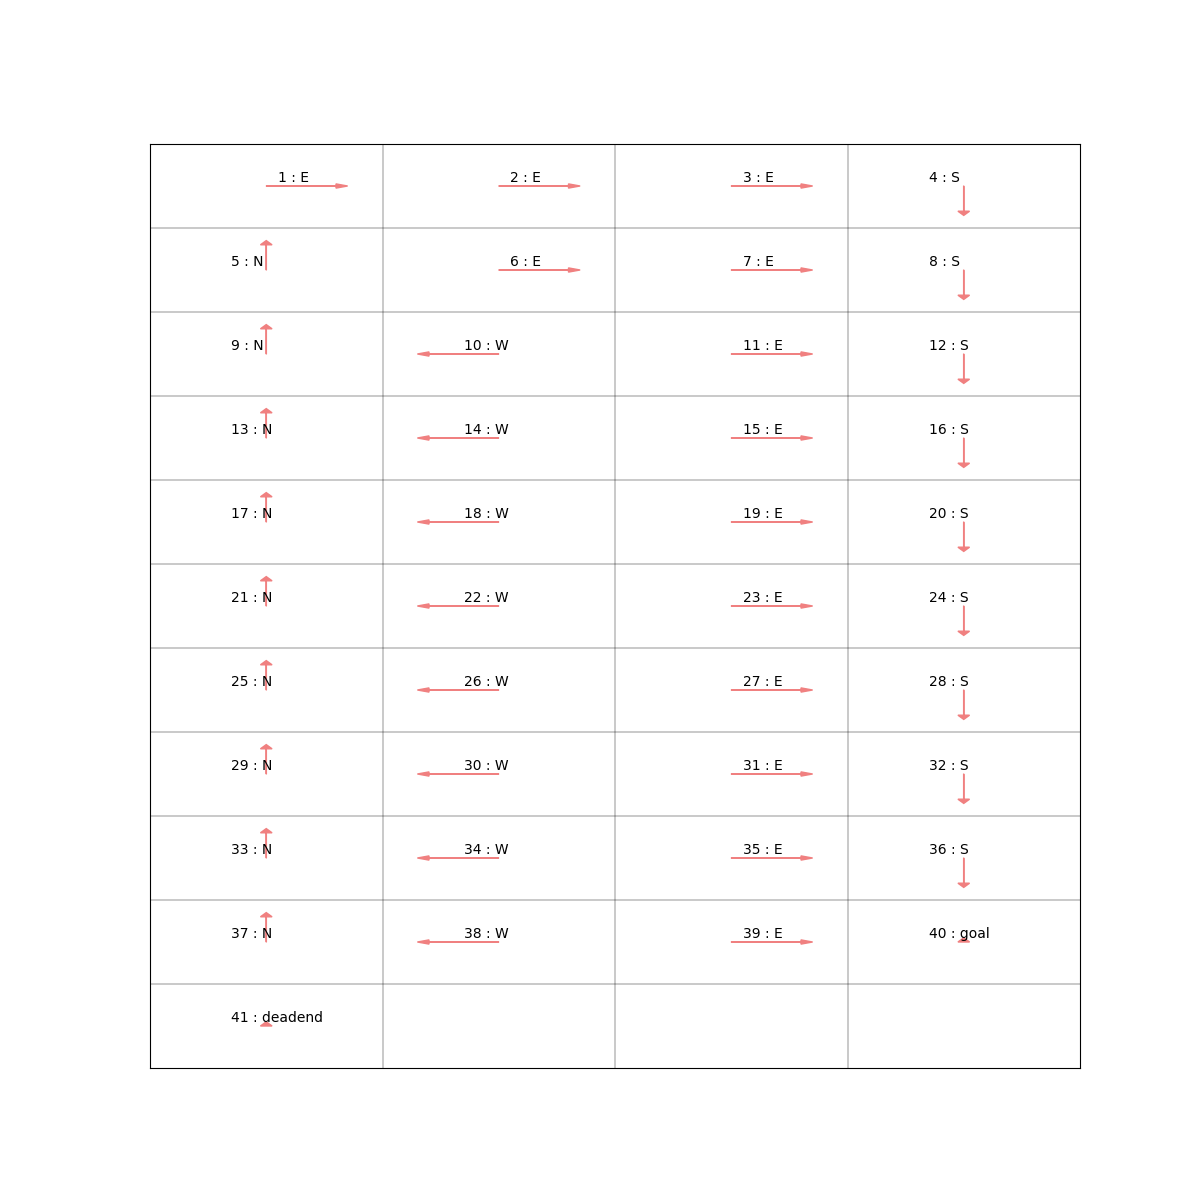 1 : E 2 : E 3 : E 4 : S
5 : N 6 : E 7 : E 8 : S
9 : N 10 : W 11 : E 12 : S
13 : N 14 : W 15 : E 16 : S
17 : N 18 : W 19 : E 20 : S
21 : N 22 : W 23 : E 24 : S
25 : N 26 : W 27 : E 28 : S
29 : N 30 : W 31 : E 32 : S
33 : N 34 : W 35 : E 36 : S
37 : N 38 : W 39 : E 40 : goal
41 : deadend